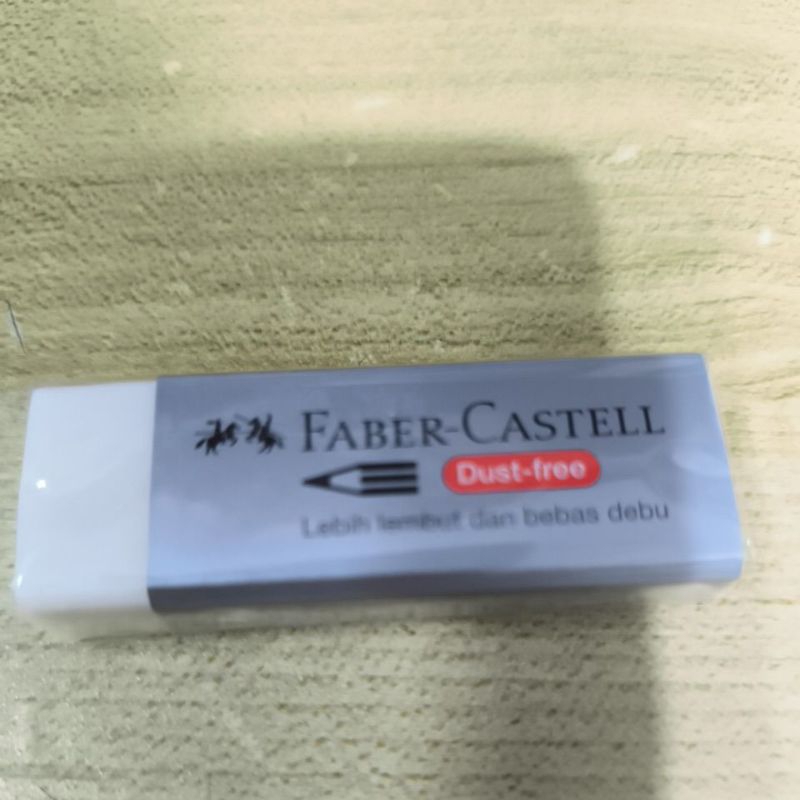 FABER-CASTELL
Dust-free
Lebih lembut dan bebas debu